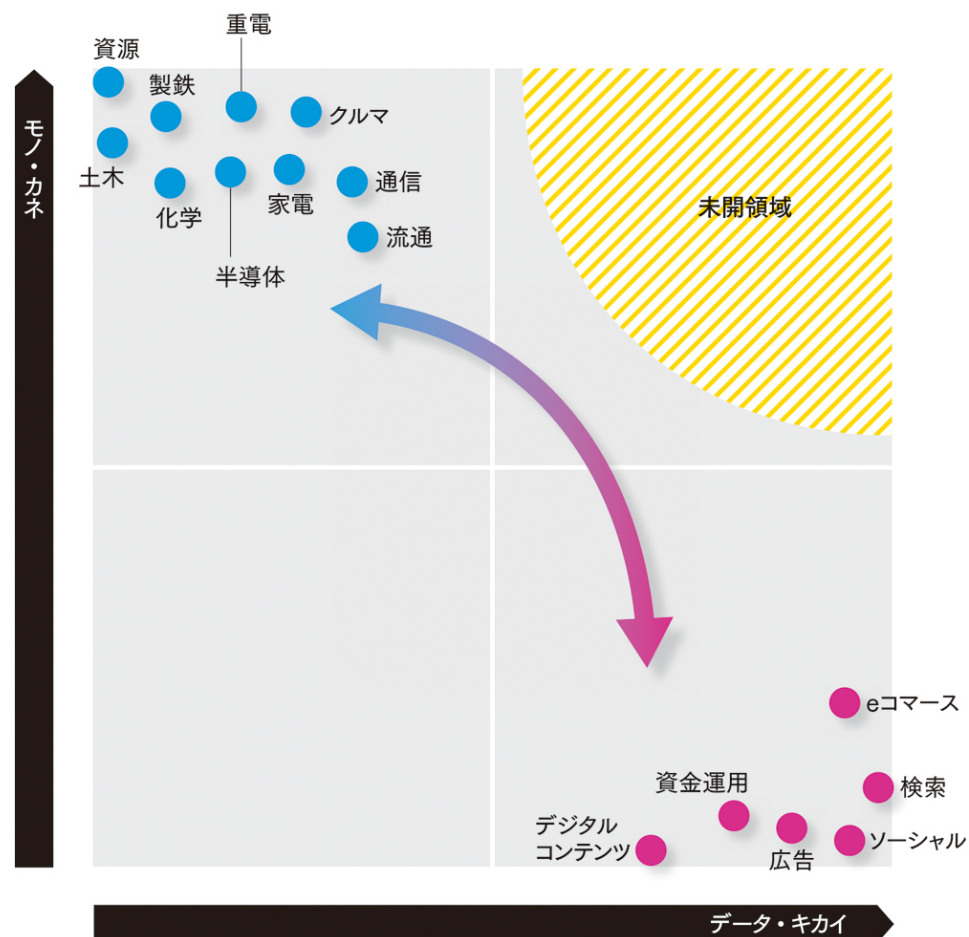 重電
資源
製鉄
クルマ
モノ・カネ
土木
化学
家電
通信
未開領域
流通
半導体
eコマース
資金運用
検索
デジタル
コンテンツ
広告
ソーシャル
データ・キカイ